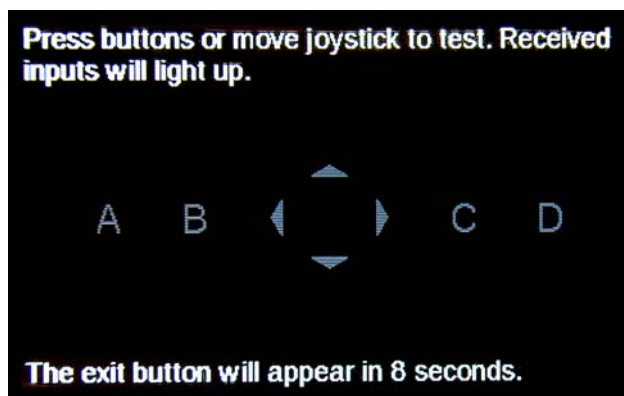 Press buttons or move joystick to test. Received
inputs will light up.
A B C D
The exit button will appear in 8 seconds.